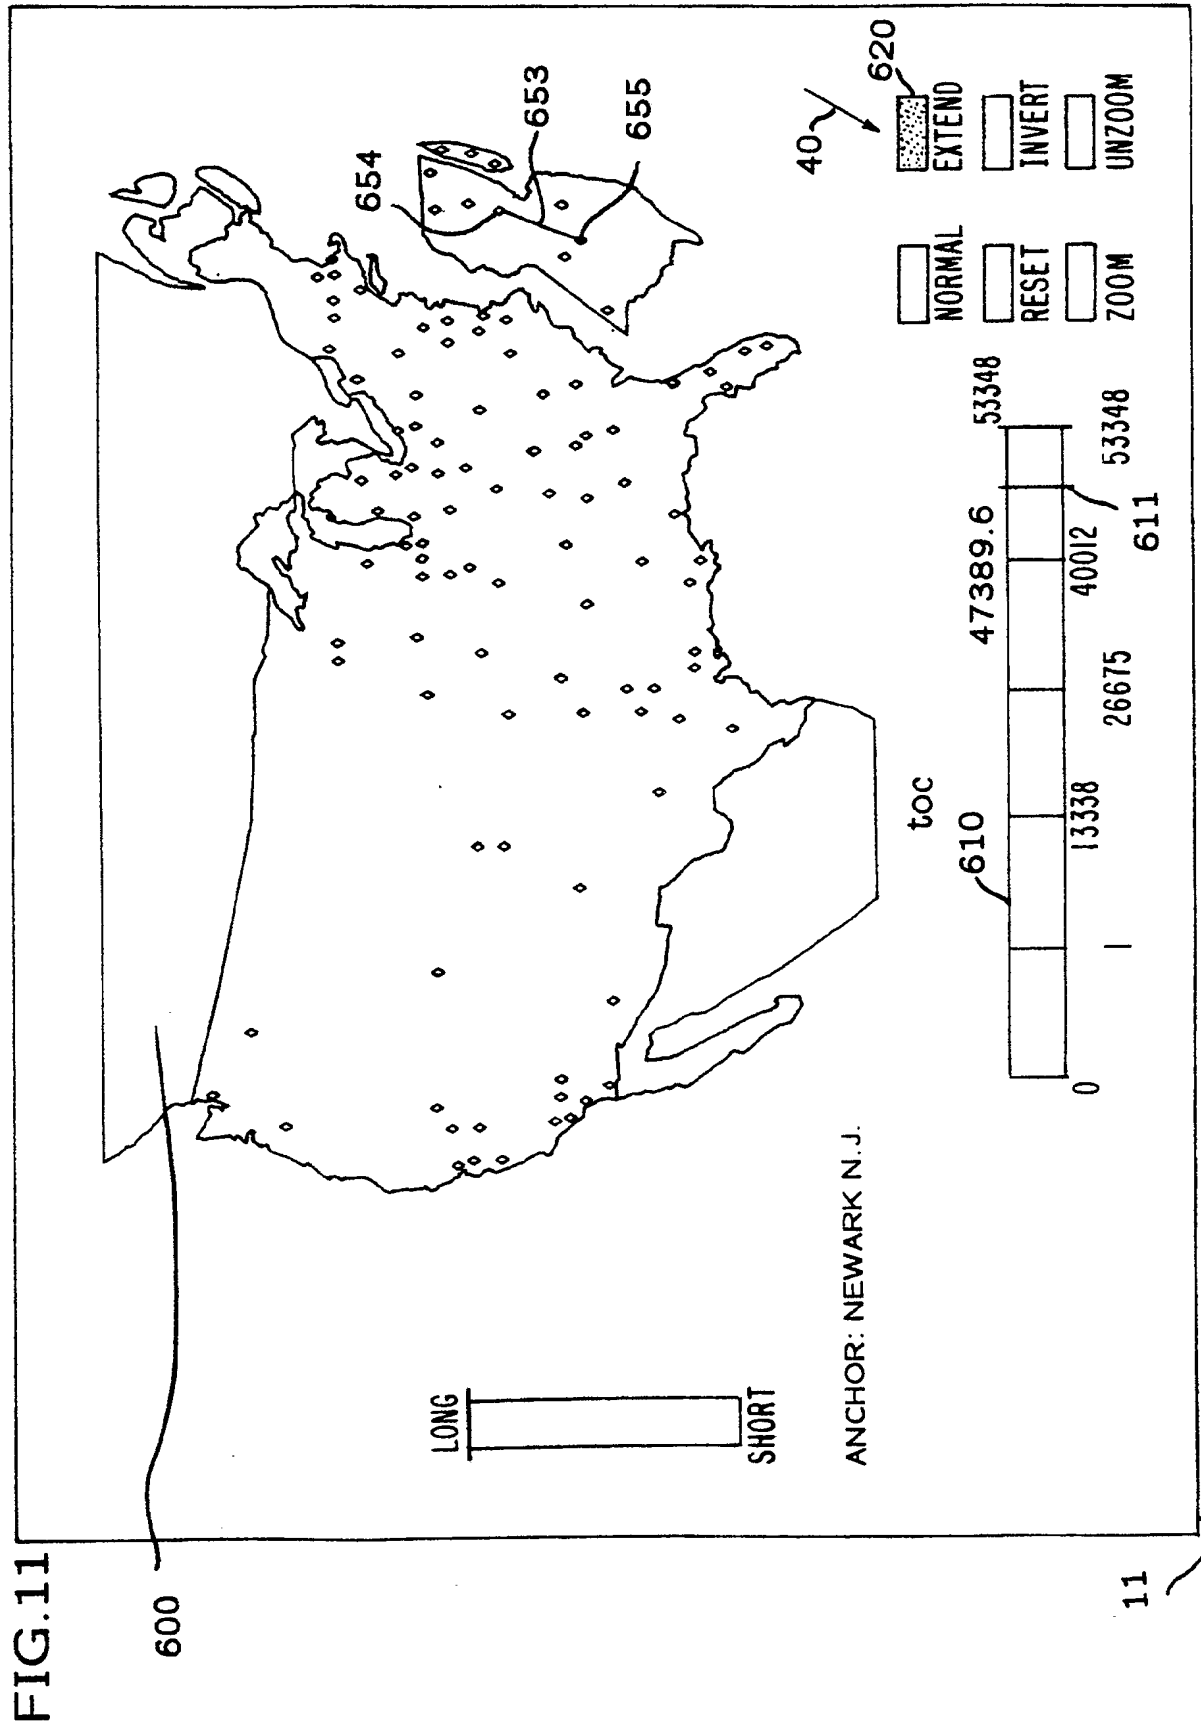 FIG.11
600
654
653
655
40
620
EXTEND
INVERT
UNZOOM
NORMAL
RESET
ZOOM
LONG
SHORT
ANCHOR: NEWARK N.J.
toc
610
47389.6
53348
0
1
13338
26675
40012
53348
611
11